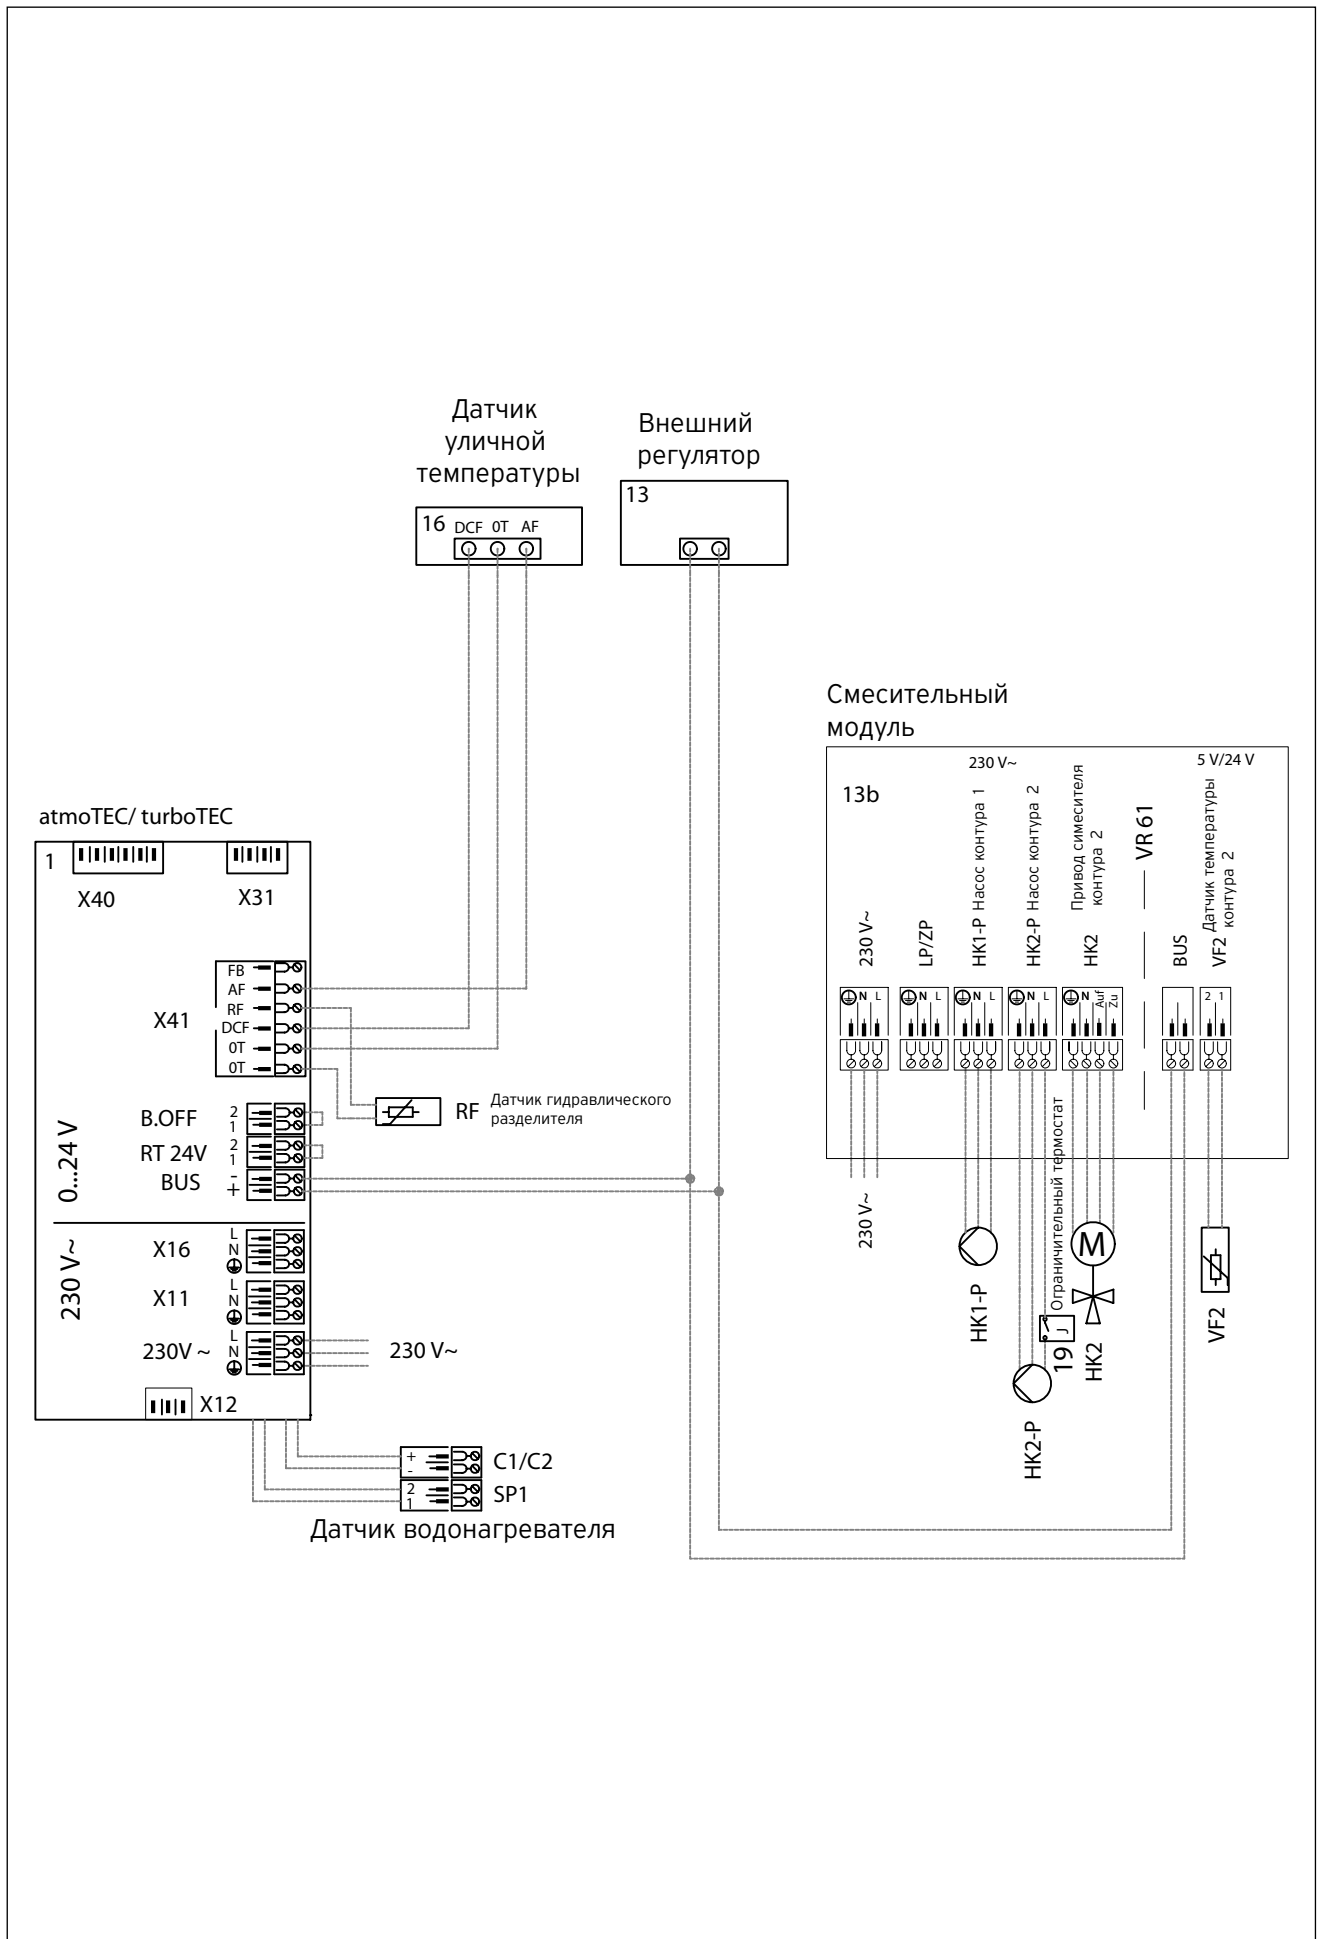 Датчик
уличной
температуры
Внешний
регулятор
16 DCF 0T AF
13
Смесительный
модуль
230 V~
5 V/24 V
13b
230 V~
LP/ZP
HK1-P Насос контура 1
HK2-P Насос контура 2
HK2
Привод симесителя
контура 2
VR 61
BUS
VF2
Датчик температуры
контура 2
N L
N L
N L
N L
N Auf Zu
2 1
230 V~
HK1-P
HK2-P
Ограничительный термостат
J
19
M
HK2
VF2
atmoTEC/ turboTEC
1
X40
X31
X41
FB
AF
RF
DCF
0T
0T
RF
Датчик гидравлического
разделителя
0...24 V
B.OFF
2
1
RT 24V
2
1
BUS
-
+
230 V~
X16
L
N
X11
L
N
230V ~
L
N
230 V~
X12
+
-
C1/C2
2
1
SP1
Датчик водонагревателя